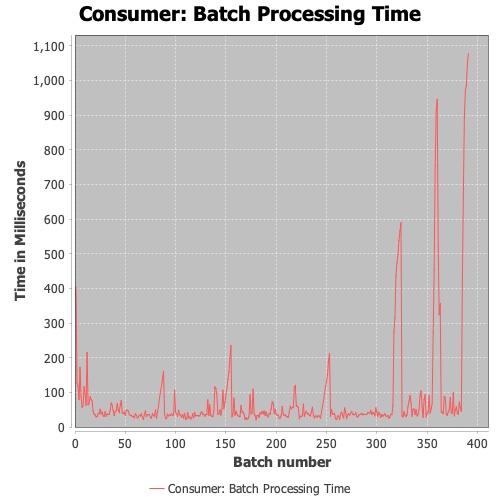 Consumer: Batch Processing Time
1,100
1,000
900
800
700
600
500
400
300
200
100
0
Time in Milliseconds
0 50 100 150 200 250 300 350 400
Batch number
Consumer: Batch Processing Time